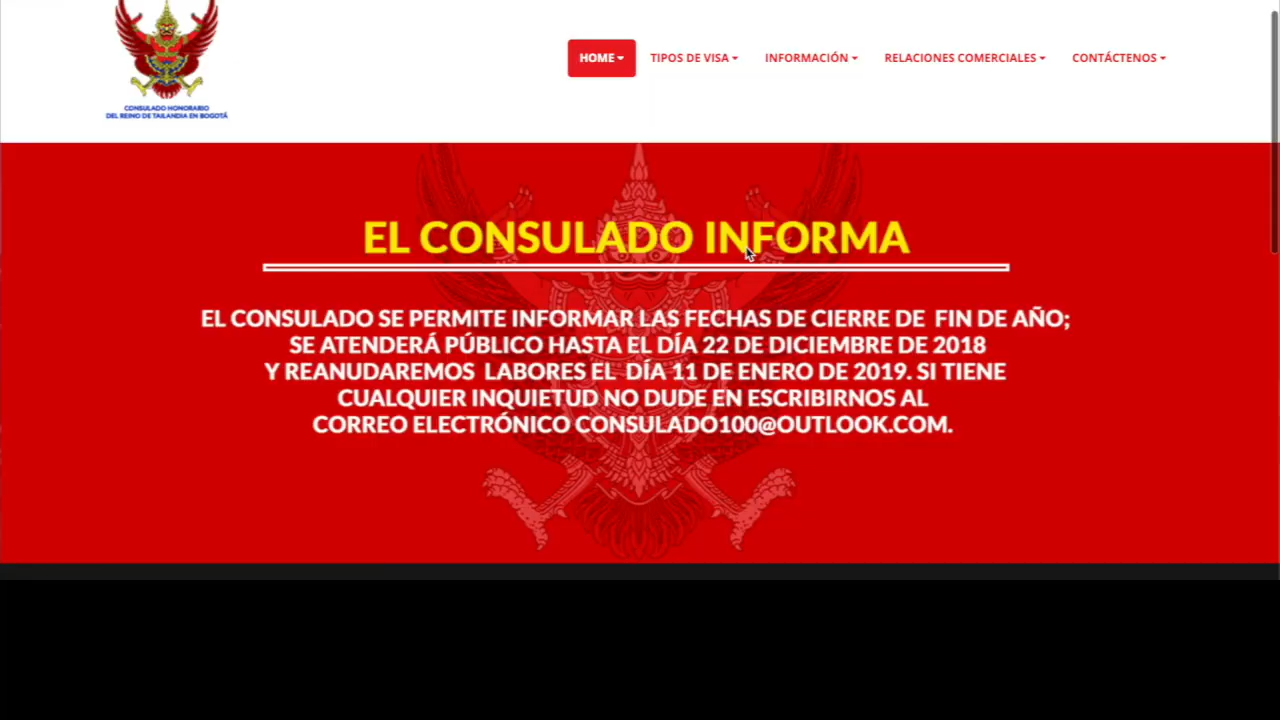 CONSULADO HONORARIO
DEL REINO DE TAILANDIA EN BOGOTÁ
HOME
TIPOS DE VISA
INFORMACIÓN
RELACIONES COMERCIALES
CONTÁCTENOS
EL CONSULADO INFORMA
EL CONSULADO SE PERMITE INFORMAR LAS FECHAS DE CIERRE DE FIN DE AÑO;
SE ATENDERÁ PÚBLICO HASTA EL DÍA 22 DE DICIEMBRE DE 2018
Y REANUDAREMOS LABORES EL DÍA 11 DE ENERO DE 2019. SI TIENE
CUALQUIER INQUIETUD NO DUDE EN ESCRIBIRNOS AL
CORREO ELECTRÓNICO CONSULADO100@OUTLOOK.COM.